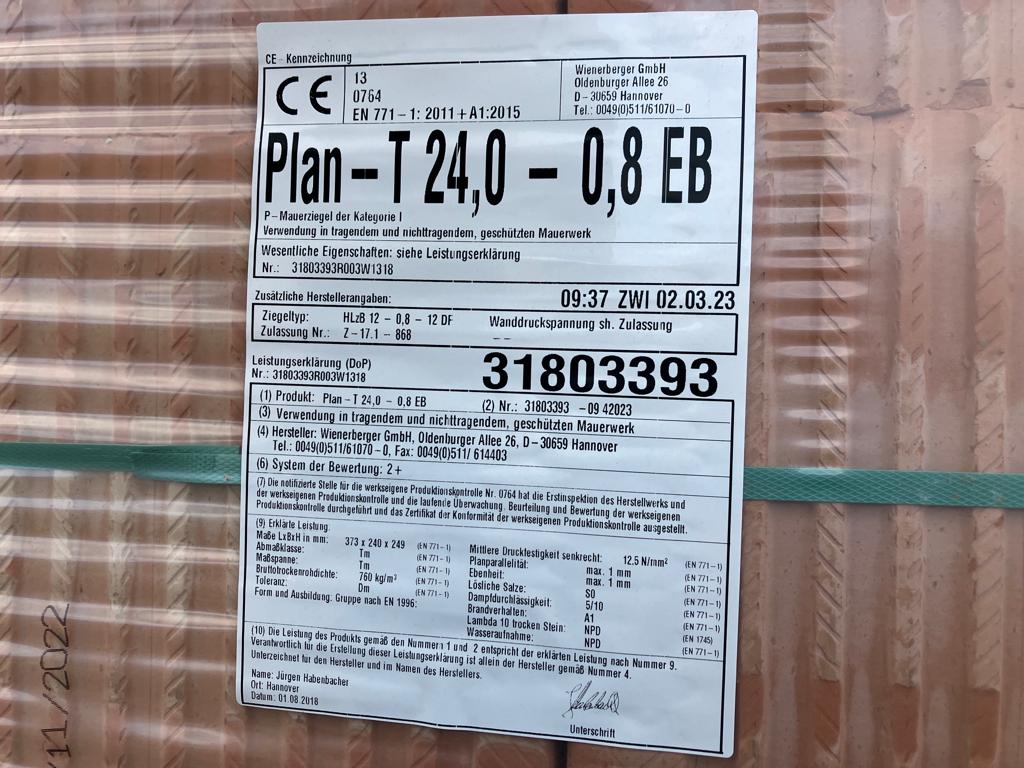 CE - Kennzeichnung
CE
13
0764
EN 771-1: 2011 + A1:2015
Wienerberger GmbH
Oldenburger Allee 26
D - 30659 Hannover
Tel.: 0049(0)511/61070-0
Plan - T 24,0 - 0,8 EB
P - Mauerziegel der Kategorie I
Verwendung in tragendem und nichttragendem, geschützten Mauerwerk
Wesentliche Eigenschaften: siehe Leistungserklärung
Nr.: 31803393R003W1318
Zusätzliche Herstellerangaben: 09:37 ZWI 02.03.23
Ziegeltyp: HLzB 12 - 0,8 - 12 DF Wanddruckspannung sh. Zulassung
Zulassung Nr.: Z - 17.1 - 868 --
Leistungserklärung (DoP)
Nr.: 31803393R003W1318
31803393
(1) Produkt: Plan - T 24,0 - 0,8 EB (2) Nr.: 31803393 - 09 42023
(3) Verwendung in tragendem und nichttragendem, geschützten Mauerwerk
(4) Hersteller: Wienerberger GmbH, Oldenburger Allee 26, D - 30659 Hannover
Tel.: 0049(0)511/61070 - 0, Fax: 0049(0)511/ 614403
(6) System der Bewertung: 2+
(7) Die notifizierte Stelle für die werkseigene Produktionskontrolle Nr. 0764 hat die Erstinspektion des Herstellwerks und
der werkseigenen Produktionskontrolle und die laufende Überwachung, Beurteilung und Bewertung der werkseigenen
Produktionskontrolle durchgeführt und das Zertifikat der Konformität der werkseigenen Produktionskontrolle ausgestellt.
(9) Erklärte Leistung:
Maße LxBxH in mm: 373 x 240 x 249 (EN 771-1)
Abmaßklasse: Tm (EN 771-1)
Maßspanne: Tm (EN 771-1)
Bruttotrockenrohdichte: 760 kg/m³ (EN 771-1)
Toleranz: Dm (EN 771-1)
Form und Ausbildung: Gruppe nach EN 1996:
Mittlere Druckfestigkeit senkrecht: 12.5 N/mm² (EN 771-1)
Planparallelität: max. 1 mm (EN 771-1)
Ebenheit: max. 1 mm (EN 771-1)
Lösliche Salze: S0 (EN 771-1)
Dampfdurchlässigkeit: 5/10 (EN 771-1)
Brandverhalten: A1 (EN 771-1)
Lambda 10 trocken Stein: NPD (EN 1745)
Wasseraufnahme: NPD (EN 771-1)
(10) Die Leistung des Produkts gemäß den Nummern 1 und 2 entspricht der erklärten Leistung nach Nummer 9.
Verantwortlich für die Erstellung dieser Leistungserklärung ist allein der Hersteller gemäß Nummer 4.
Unterzeichnet für den Hersteller und im Namen des Herstellers.
Name: Jürgen Habenbacher
Ort: Hannover
Datum: 01.08.2018
Unterschrift
11/2022